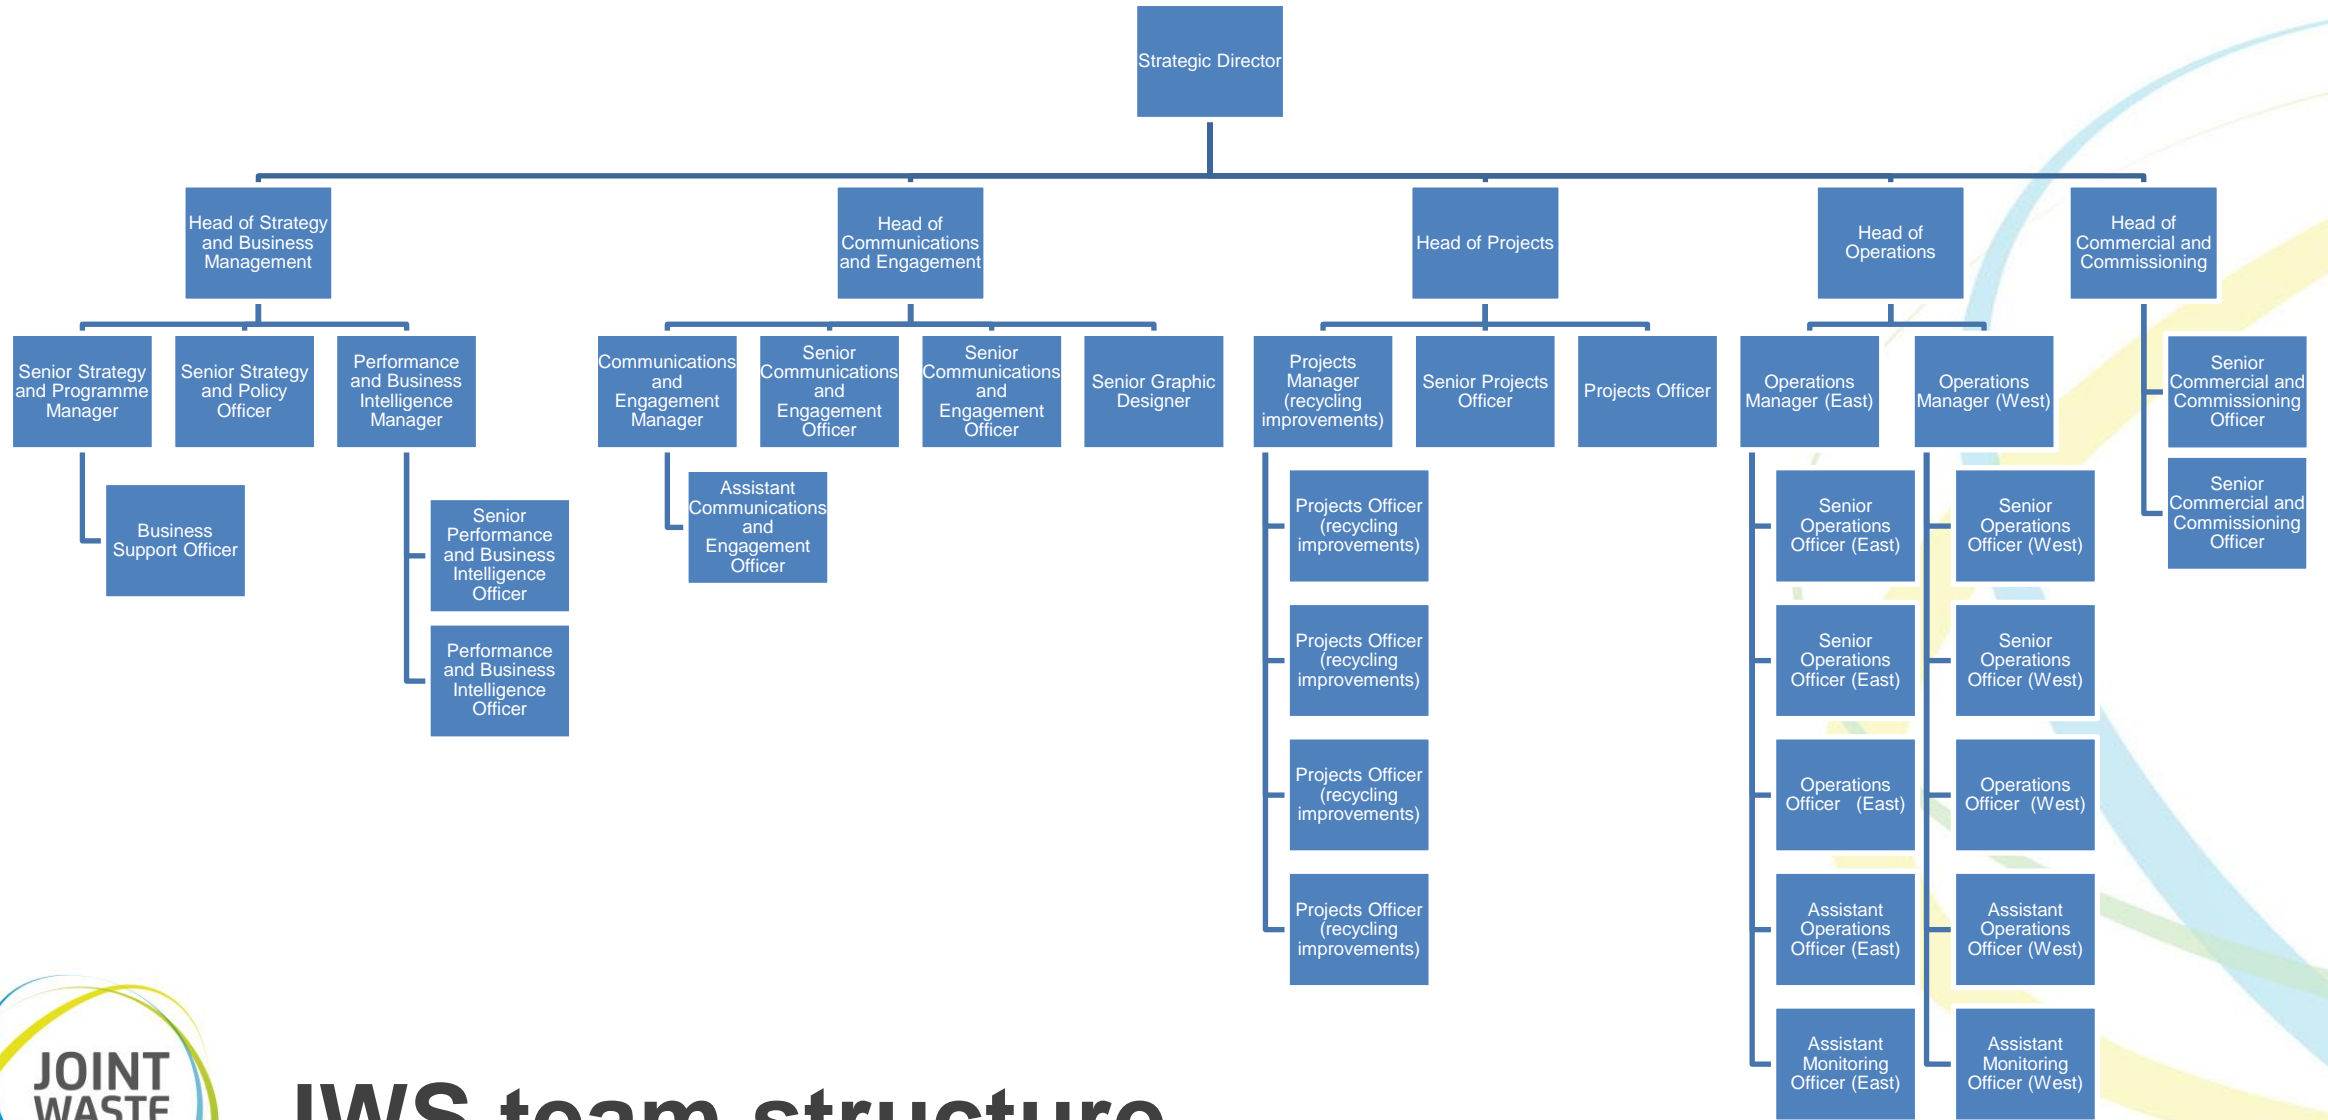 Strategic Director
Head of Strategy
and Business
Management
Head of
Communications
and Engagement
Head of Projects
Head of
Operations
Head of
Commercial and
Commissioning
Senior Strategy
and Programme
Manager
Senior Strategy
and Policy
Officer
Performance
and Business
Intelligence
Manager
Communications
and
Engagement
Manager
Senior
Communications
and
Engagement
Officer
Senior
Communications
and
Engagement
Officer
Senior Graphic
Designer
Projects
Manager
(recycling
improvements)
Senior Projects
Officer
Projects Officer
Operations
Manager (East)
Operations
Manager (West)
Senior
Commercial and
Commissioning
Officer
Senior
Commercial and
Commissioning
Officer
Business
Support Officer
Senior
Performance
and Business
Intelligence
Officer
Performance
and Business
Intelligence
Officer
Assistant
Communications
and
Engagement
Officer
Projects Officer
(recycling
improvements)
Projects Officer
(recycling
improvements)
Projects Officer
(recycling
improvements)
Projects Officer
(recycling
improvements)
Senior
Operations
Officer (East)
Senior
Operations
Officer (East)
Operations
Officer (East)
Assistant
Operations
Officer (East)
Assistant
Monitoring
Officer (East)
Senior
Operations
Officer (West)
Senior
Operations
Officer (West)
Operations
Officer (West)
Assistant
Operations
Officer (West)
Assistant
Monitoring
Officer (West)
JOINT
WASTE
JWS team structure